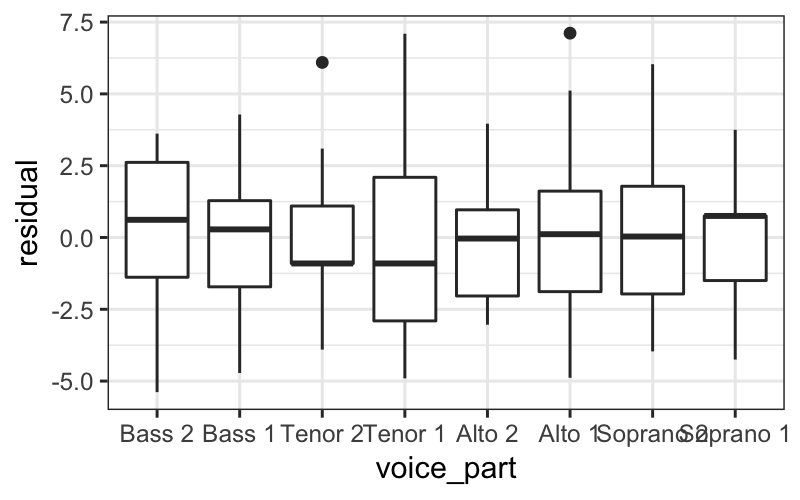 7.5
5.0
2.5
0.0
-2.5
-5.0
residual
Bass 2 Bass 1 Tenor 2 Tenor 1 Alto 2 Alto 1 Soprano 2 Soprano 1
voice_part